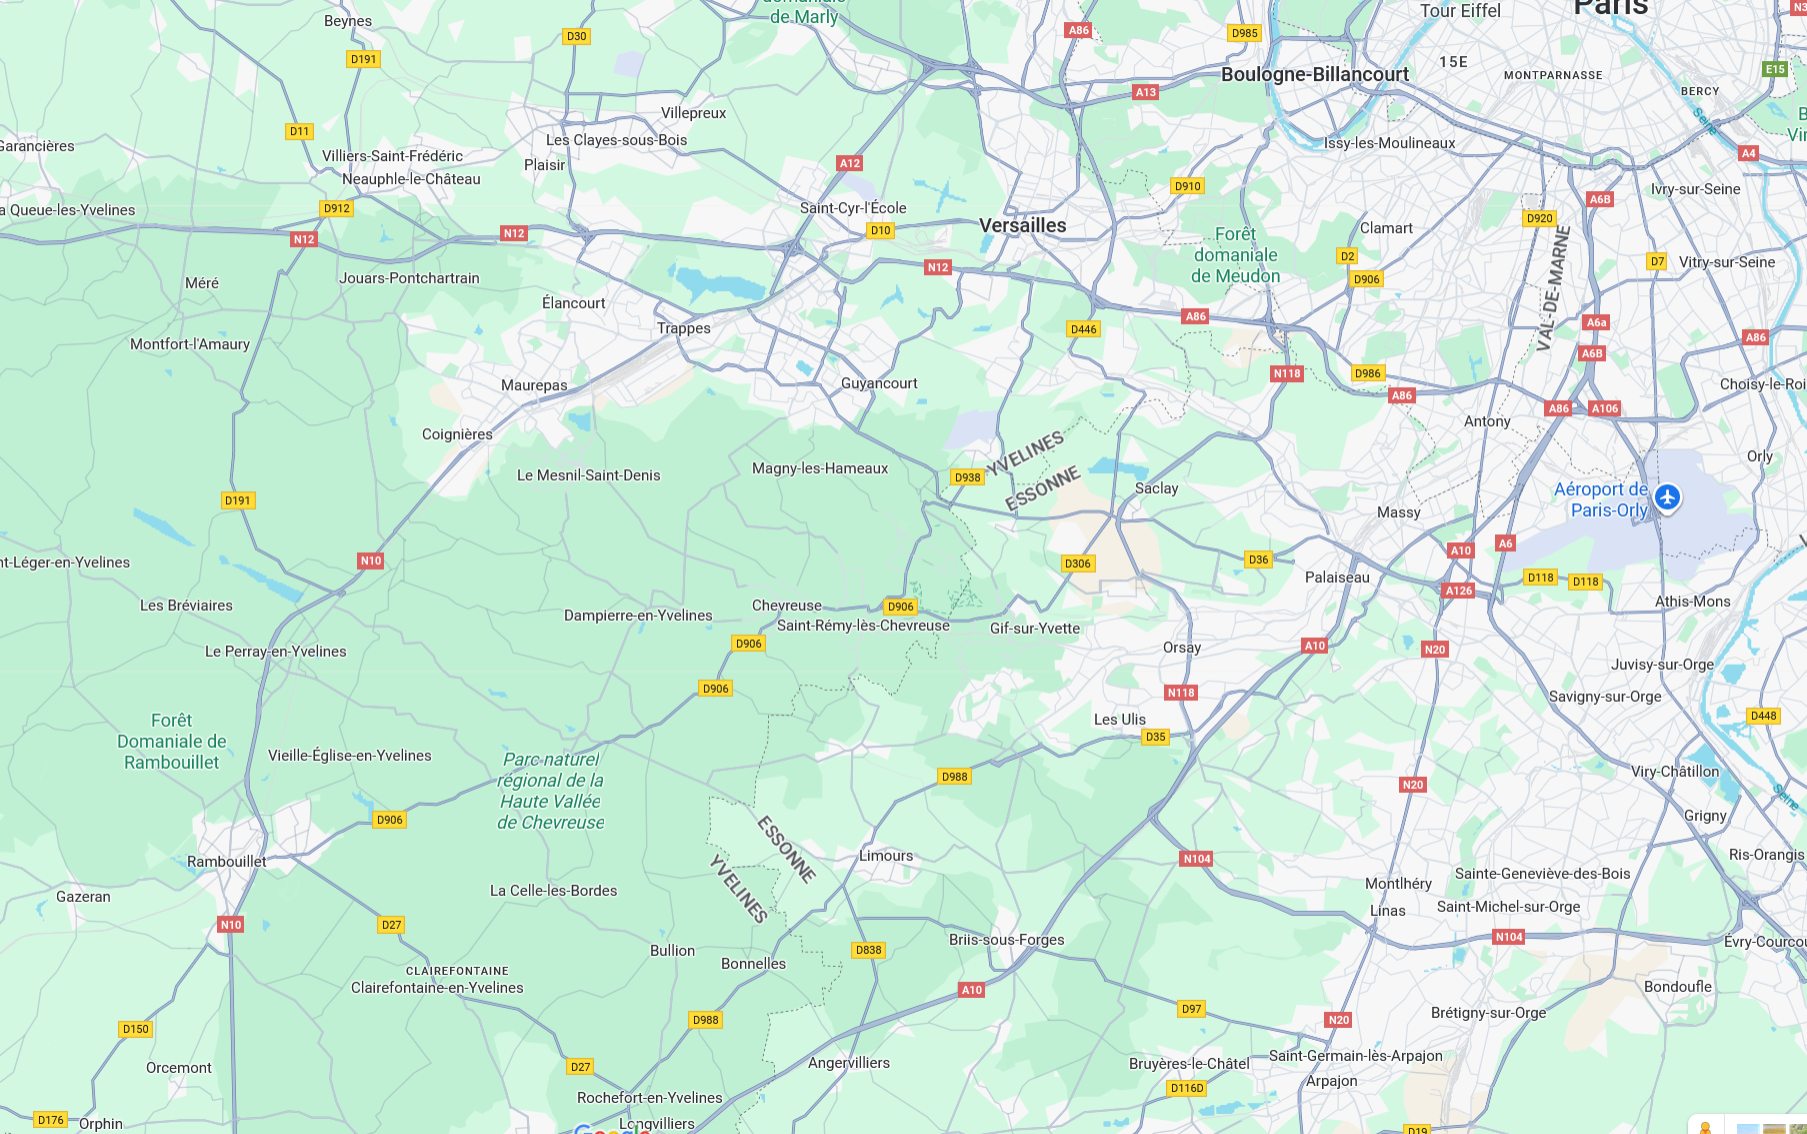 domaniale
de Marly
Beynes
D30
A86
D985
Tour Eiffel
Paris
N3
D191
15E
Boulogne-Billancourt
MONTPARNASSE
E15
A13
BERCY
Villepreux
D11
Les Clayes-sous-Bois
Issy-les-Moulineaux
Seine
Garancières
Villiers-Saint-Frédéric
Plaisir
A12
A4
Neauphle-le-Château
D910
Ivry-sur-Seine
A6B
a Queue-les-Yvelines
D912
Saint-Cyr-l'École
D920
Versailles
D10
Clamart
N12
N12
Forêt
domaniale
de Meudon
D2
D7
Vitry-sur-Seine
N12
D906
Jouars-Pontchartrain
Méré
VAL-DE-MARNE
Élancourt
A86
A6a
Trappes
D446
A86
Montfort-l'Amaury
A6B
N118
D986
Maurepas
Guyancourt
Choisy-le-Roi
A86
A86
A106
Antony
Coignières
YVELINES
ESSONNE
Orly
Le Mesnil-Saint-Denis
Magny-les-Hameaux
D938
Saclay
D191
Aéroport de
Paris-Orly
Massy
A6
A10
N10
nt-Léger-en-Yvelines
D306
D36
Palaiseau
D118
D118
A126
Les Bréviaires
Chevreuse
D906
Athis-Mons
Dampierre-en-Yvelines
Saint-Rémy-lès-Chevreuse
Gif-sur-Yvette
D906
Orsay
A10
N20
Le Perray-en-Yvelines
Juvisy-sur-Orge
D906
N118
Savigny-sur-Orge
Forêt
Domaniale de
Rambouillet
Les Ulis
D448
D35
Vieille-Église-en-Yvelines
Parc naturel
régional de la
Haute Vallée
de Chevreuse
D988
Viry-Châtillon
N20
Seine
D906
Grigny
ESSONNE
YVELINES
Rambouillet
Limours
N104
Ris-Orangis
Sainte-Geneviève-des-Bois
Montlhéry
Gazeran
La Celle-les-Bordes
Linas
Saint-Michel-sur-Orge
N10
D27
N104
Briis-sous-Forges
Évry-Courcou
Bullion
D838
Bonnelles
CLAIREFONTAINE
Clairefontaine-en-Yvelines
A10
Bondoufle
D97
Brétigny-sur-Orge
D988
N20
D150
Saint-Germain-lès-Arpajon
Angervilliers
Bruyères-le-Châtel
Orcemont
D27
Arpajon
D116D
Rochefort-en-Yvelines
D176
Orphin
Longvilliers
Google
D19